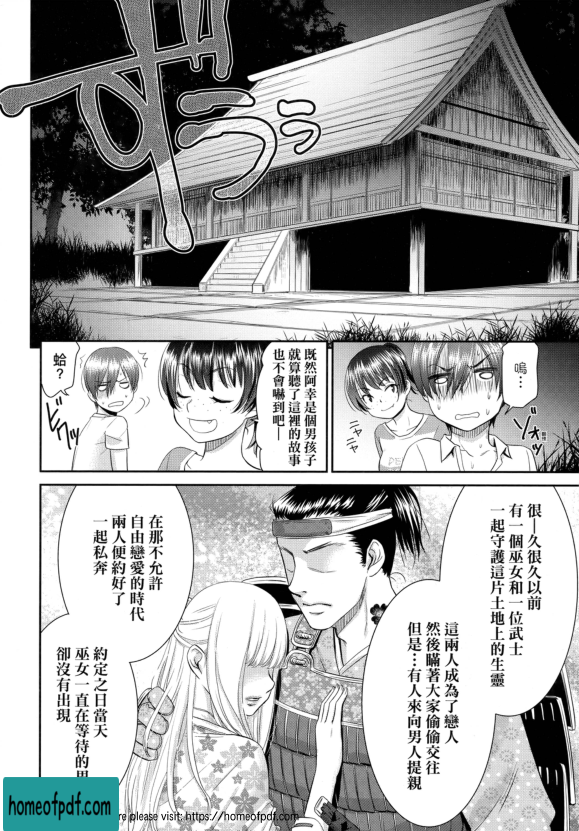 ずううう
嗚…
ゾオッ
ニヤ
ニヤ
既然阿幸是個男孩子
就算聽了這裡的故事
也不會嚇到吧—
蛤？
ビクッ
很—久很久以前
有一個巫女和一位武士
一起守護這片土地上的生靈
這兩人成為了戀人
然後瞞著大家偷偷交往
但是…有人來向男人提親
在那不允許
自由戀愛的時代
兩人便約好了
一起私奔
約定之日當天
巫女一直在等待的男
卻沒有出現
homeofpdf.com
re please visit: https://homeofpdf.com